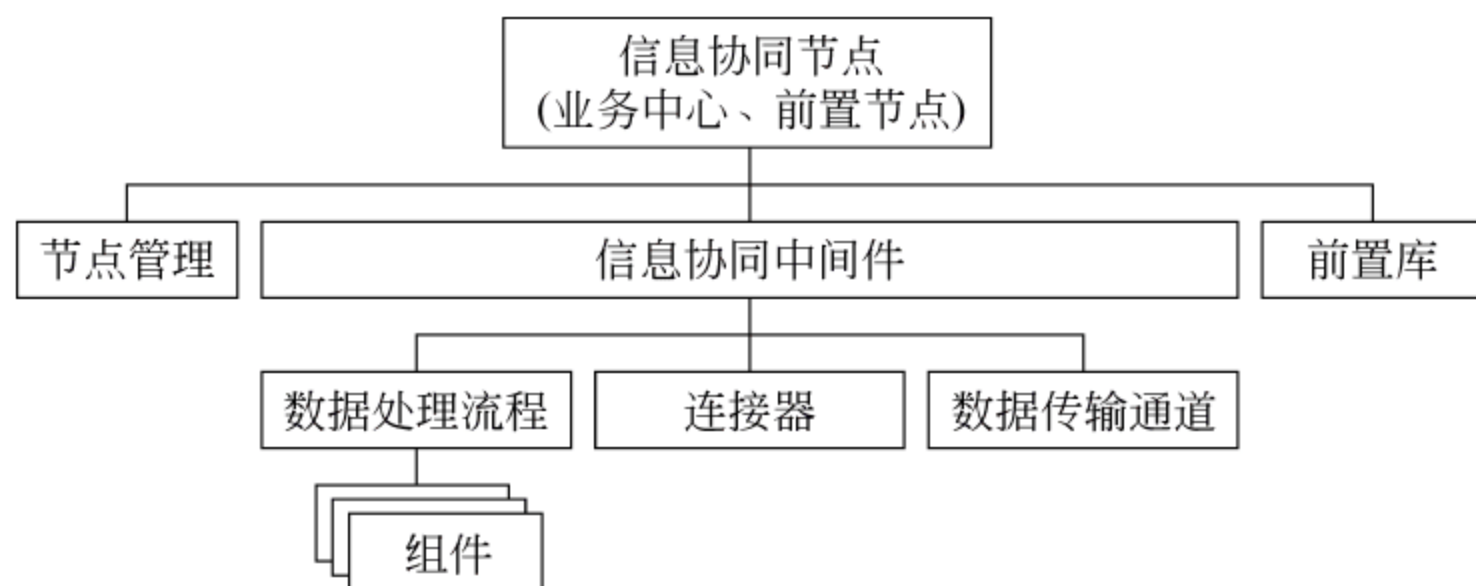 信息协同节点
(业务中心、前置节点)
节点管理
信息协同中间件
前置库
数据处理流程
连接器
数据传输通道
组件